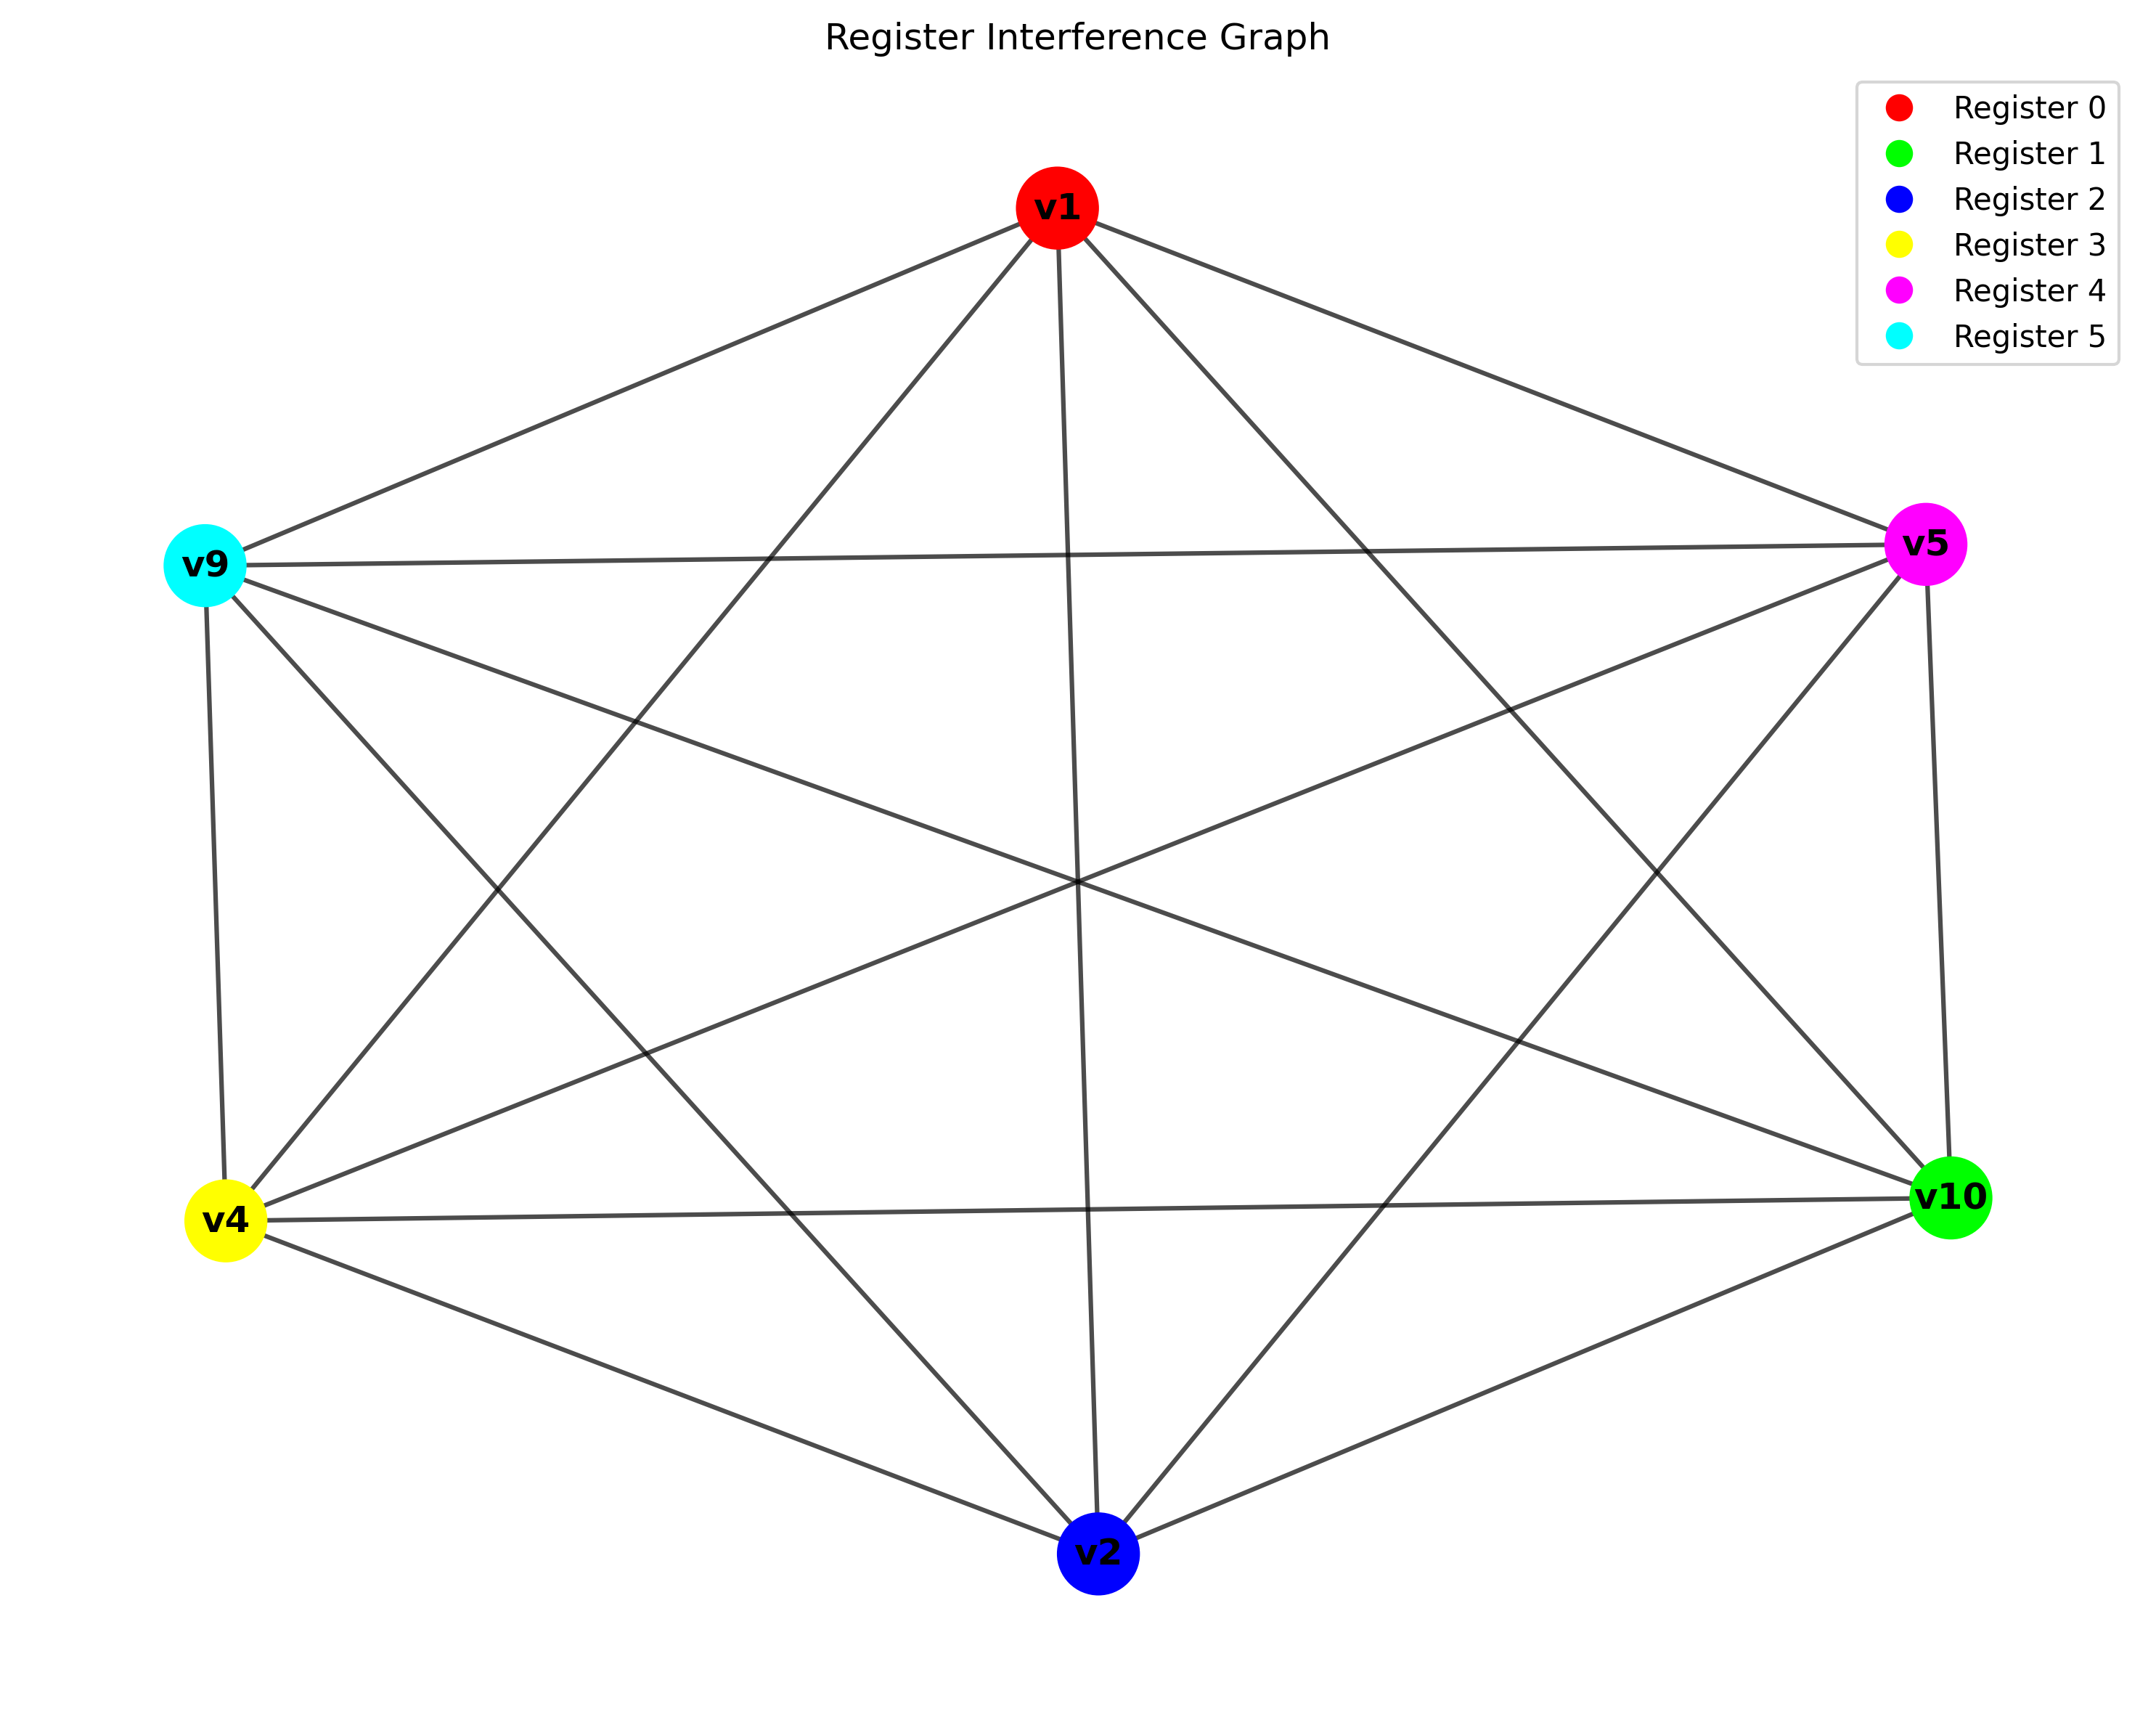 Register Interference Graph
Register 0
Register 1
Register 2
Register 3
Register 4
Register 5
v1
v5
v9
v10
v4
v2